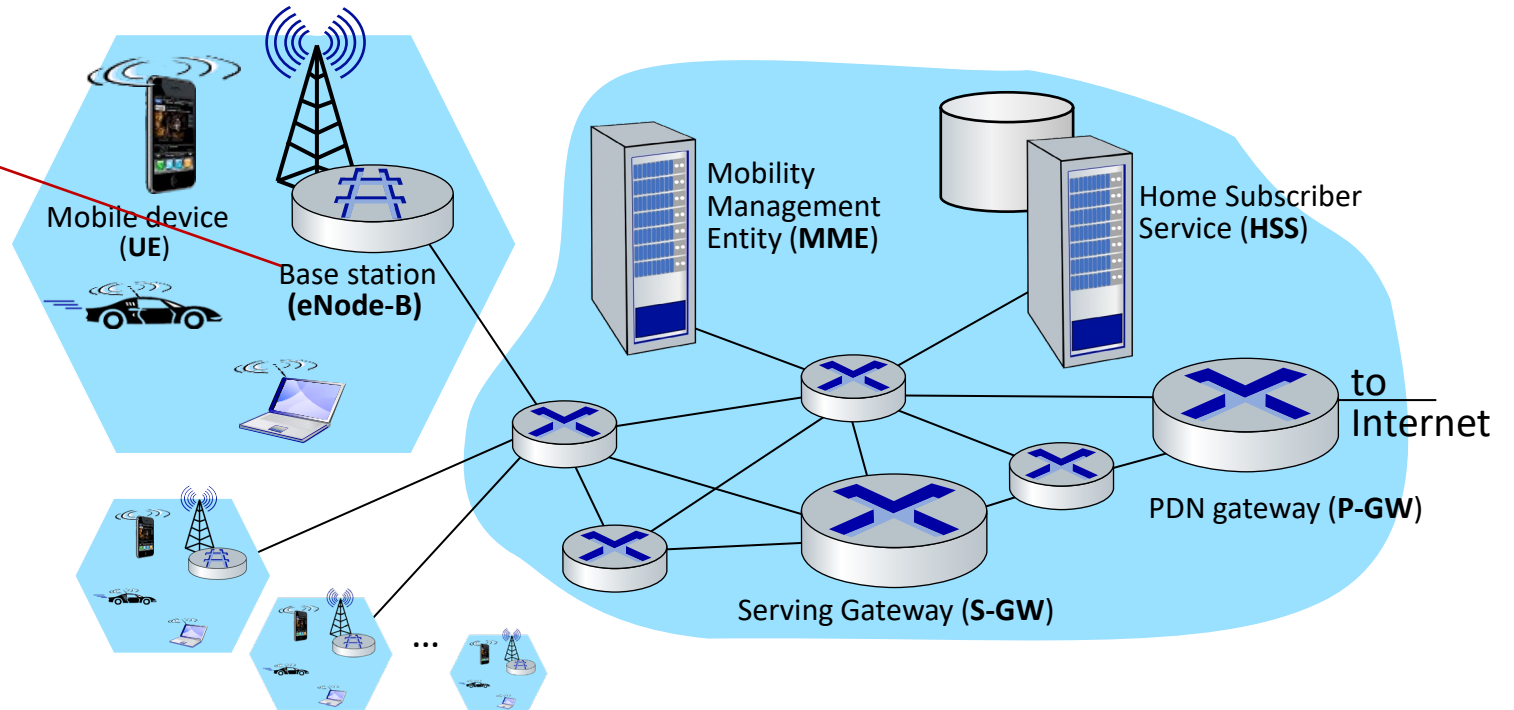 Mobile device
(UE)
Base station
(eNode-B)
Mobility
Management
Entity (MME)
Home Subscriber
Service (HSS)
to
Internet
PDN gateway (P-GW)
Serving Gateway (S-GW)
...